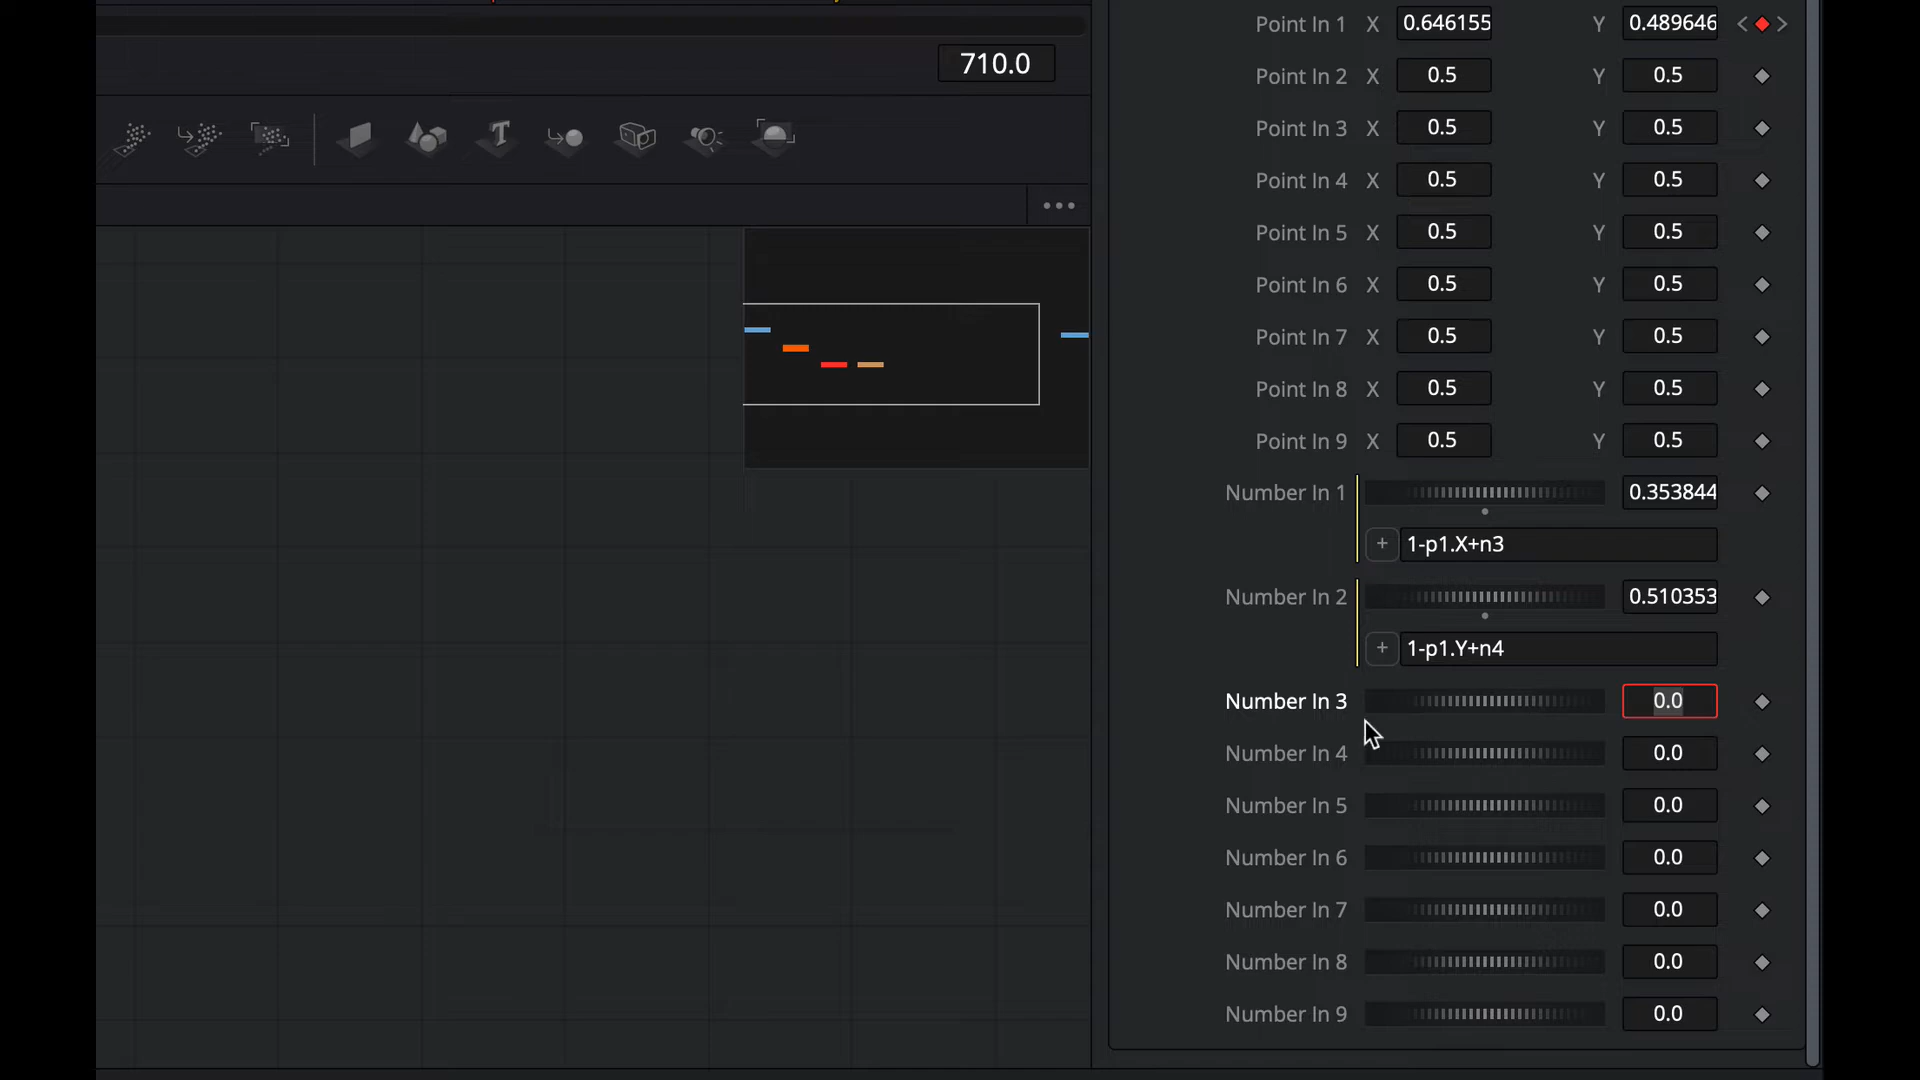 Point In 1 X 0.646155 Y 0.489646
710.0
Point In 2 X 0.5 Y 0.5
Point In 3 X 0.5 Y 0.5
Point In 4 X 0.5 Y 0.5
Point In 5 X 0.5 Y 0.5
Point In 6 X 0.5 Y 0.5
Point In 7 X 0.5 Y 0.5
Point In 8 X 0.5 Y 0.5
Point In 9 X 0.5 Y 0.5
Number In 1 0.353844
+ 1-p1.X+n3
Number In 2 0.510353
+ 1-p1.Y+n4
Number In 3 0.0
Number In 4 0.0
Number In 5 0.0
Number In 6 0.0
Number In 7 0.0
Number In 8 0.0
Number In 9 0.0